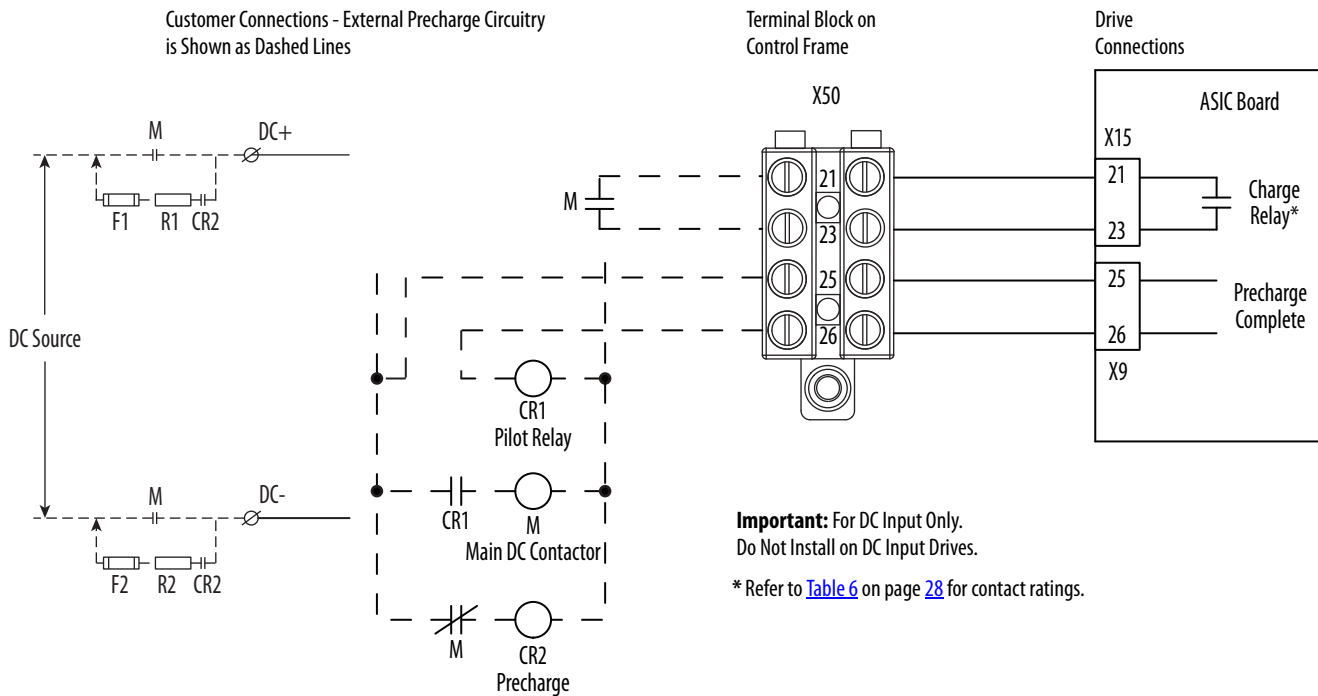 Customer Connections - External Precharge Circuitry
is Shown as Dashed Lines
Terminal Block on
Control Frame
Drive
Connections
X50
ASIC Board
X15
M
DC+
F1
R1
CR2
M
21
23
25
26
21
23
Charge
Relay*
25
26
Precharge
Complete
X9
DC Source
CR1
Pilot Relay
M
DC-
F2
R2
CR2
CR1
M
Main DC Contactor
M
CR2
Precharge
Important: For DC Input Only.
Do Not Install on DC Input Drives.
* Refer to Table 6 on page 28 for contact ratings.